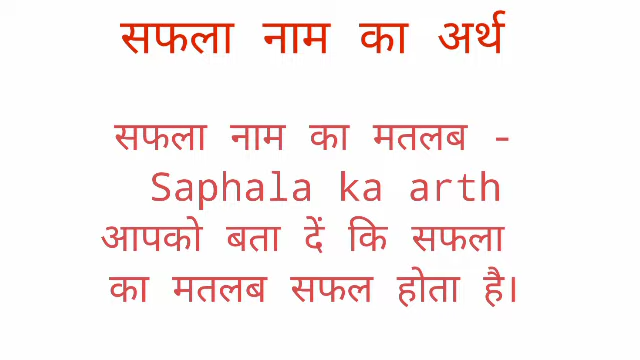 सफला नाम का अर्थ
सफला नाम का मतलब -
Saphala ka arth
आपको बता दें कि सफला
का मतलब सफल होता है।